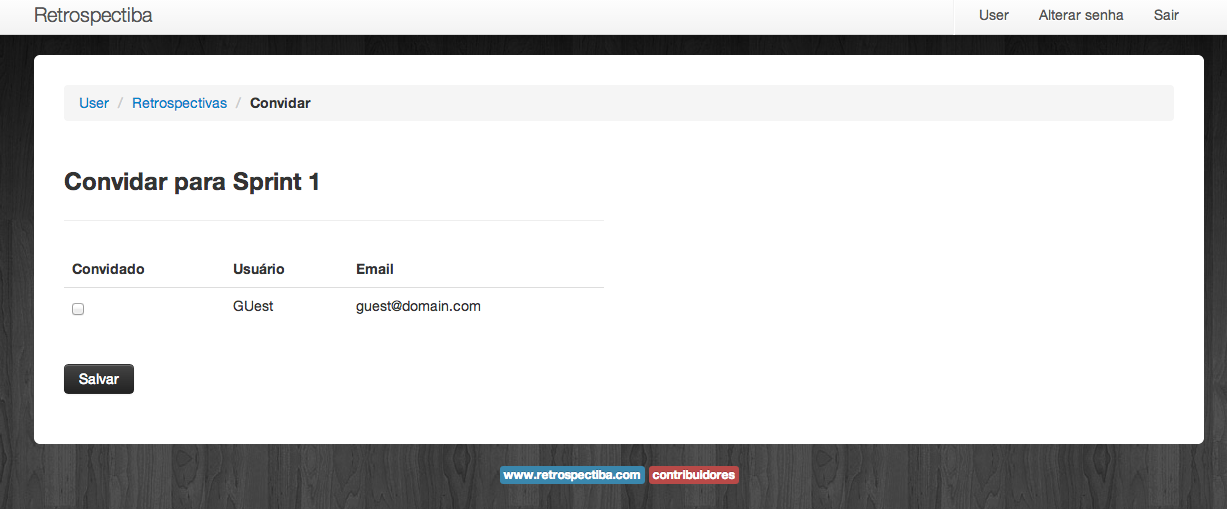 Retrospectiba User Alterar senha Sair
User / Retrospectivas / Convidar
Convidar para Sprint 1
Convidado Usuário Email
GUest guest@domain.com
Salvar
www.retrospectiba.com contribuidores